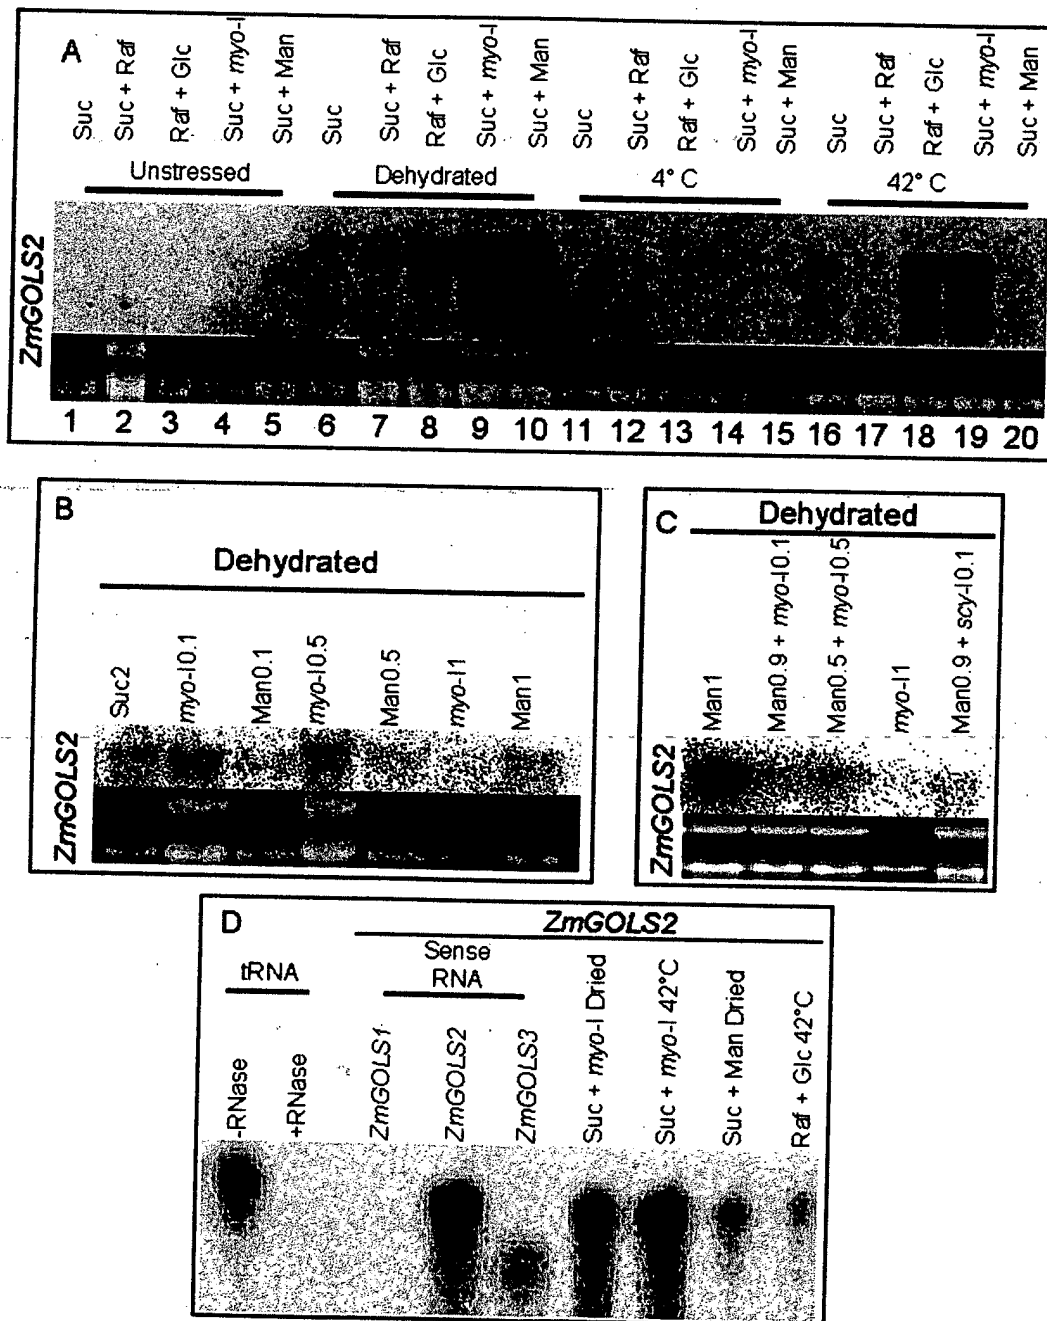 A
Suc
Suc + Raf
Raf + Glc
Suc + myo-I
Suc + Man
Suc
Suc + Raf
Raf + Glc
Suc + myo-I
Suc + Man
Suc
Suc + Raf
Raf + Glc
Suc + myo-I
Suc + Man
Suc
Suc + Raf
Raf + Glc
Suc + myo-I
Suc + Man
Unstressed
Dehydrated
4° C
42° C
ZmGOLS2
1 2 3 4 5 6 7 8 9 10 11 12 13 14 15 16 17 18 19 20
B
Dehydrated
Suc2
myo-I0.1
Man0.1
myo-I0.5
Man0.5
myo-I1
Man1
ZmGOLS2
C
Dehydrated
Man1
Man0.9 + myo-I0.1
Man0.5 + myo-I0.5
myo-I1
Man0.9 + scy-I0.1
ZmGOLS2
D
ZmGOLS2
tRNA
Sense
RNA
-RNase
+RNase
ZmGOLS1
ZmGOLS2
ZmGOLS3
Suc + myo-I Dried
Suc + myo-I 42°C
Suc + Man Dried
Raf + Glc 42°C